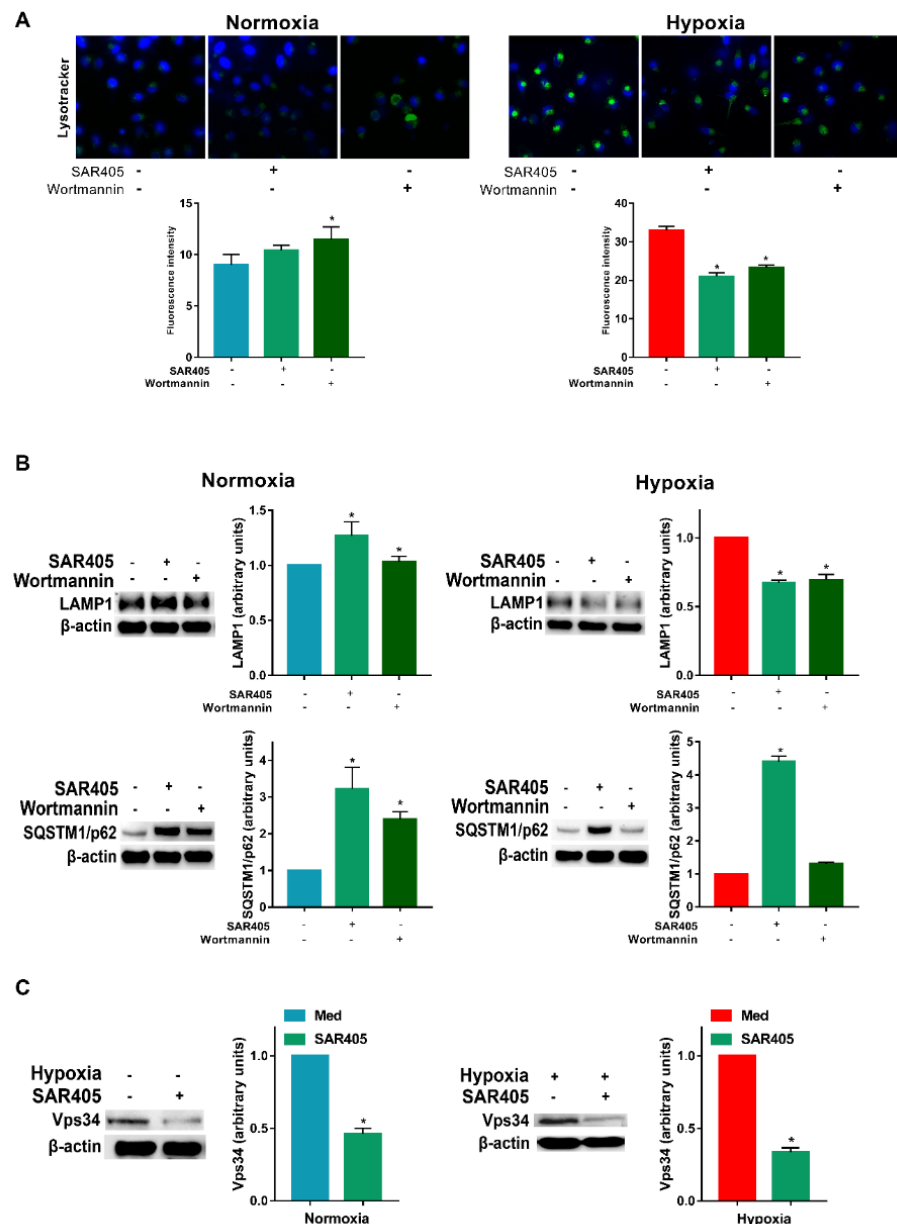 A
Normoxia
Hypoxia
Lysotracker
SAR405 - + -
Wortmannin - - +
- + -
- - +
Fluorescence intensity
15
10
5
0
SAR405 - + -
Wortmannin - - +
Fluorescence intensity
40
30
20
10
0
SAR405 - + -
Wortmannin - - +
*
* *
B
Normoxia
Hypoxia
SAR405 - + -
Wortmannin - - +
LAMP1
β-actin
LAMP1 (arbitrary units)
1.5
1.0
0.5
0.0
* *
SAR405 - + -
Wortmannin - - +
SAR405 - + -
Wortmannin - - +
LAMP1
β-actin
LAMP1 (arbitrary units)
1.0
0.5
0.0
* *
SAR405 - + -
Wortmannin - - +
SAR405 - + -
Wortmannin - - +
SQSTM1/p62
β-actin
SQSTM1/p62 (arbitrary units)
4
3
2
1
0
* *
SAR405 - + -
Wortmannin - - +
SAR405 - + -
Wortmannin - - +
SQSTM1/p62
β-actin
SQSTM1/p62 (arbitrary units)
5
4
3
2
1
0
*
SAR405 - + -
Wortmannin - - +
C
Hypoxia - -
SAR405 - +
Vps34
β-actin
Med
SAR405
Vps34 (arbitrary units)
1.0
0.5
0.0
*
Normoxia
Hypoxia + +
SAR405 - +
Vps34
β-actin
Med
SAR405
Vps34 (arbitrary units)
1.0
0.5
0.0
*
Hypoxia